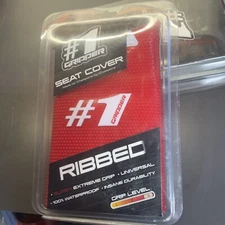 #1
GRIPPER
SEAT COVER
#1
GRIPPER
RIBBED
EXTREME GRIP - UNIVERSAL
100% WATERPROOF - INSANE DURABILITY
GRIP LEVEL